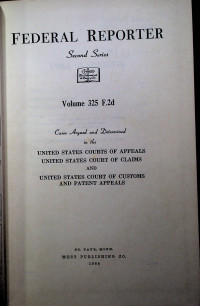 FEDERAL REPORTER
Second Series
Volume 325 F.2d
Cases Argued and Determined
in the
UNITED STATES COURTS OF APPEALS
UNITED STATES COURT OF CLAIMS
AND
UNITED STATES COURT OF CUSTOMS
AND PATENT APPEALS
ST. PAUL, MINN.
WEST PUBLISHING CO.
1964